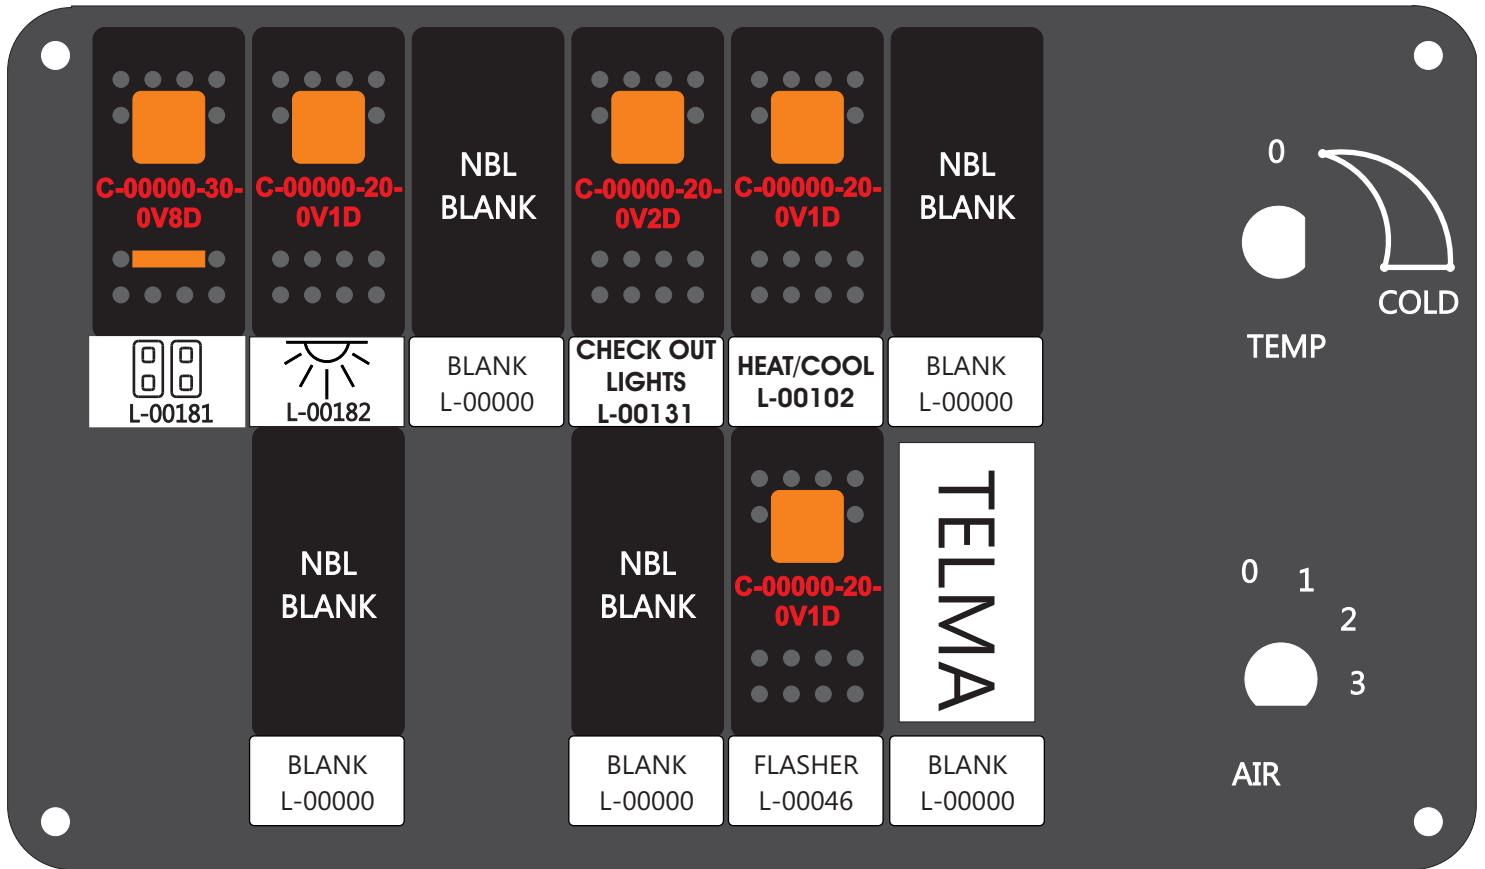 C-00000-30-
0V8D
C-00000-20-
0V1D
NBL
BLANK
C-00000-20-
0V2D
C-00000-20-
0V1D
NBL
BLANK
L-00181
L-00182
BLANK
L-00000
CHECK OUT
LIGHTS
L-00131
HEAT/COOL
L-00102
BLANK
L-00000
0
COLD
TEMP
NBL
BLANK
NBL
BLANK
C-00000-20-
0V1D
TELMA
BLANK
L-00000
BLANK
L-00000
FLASHER
L-00046
BLANK
L-00000
0
1
2
3
AIR